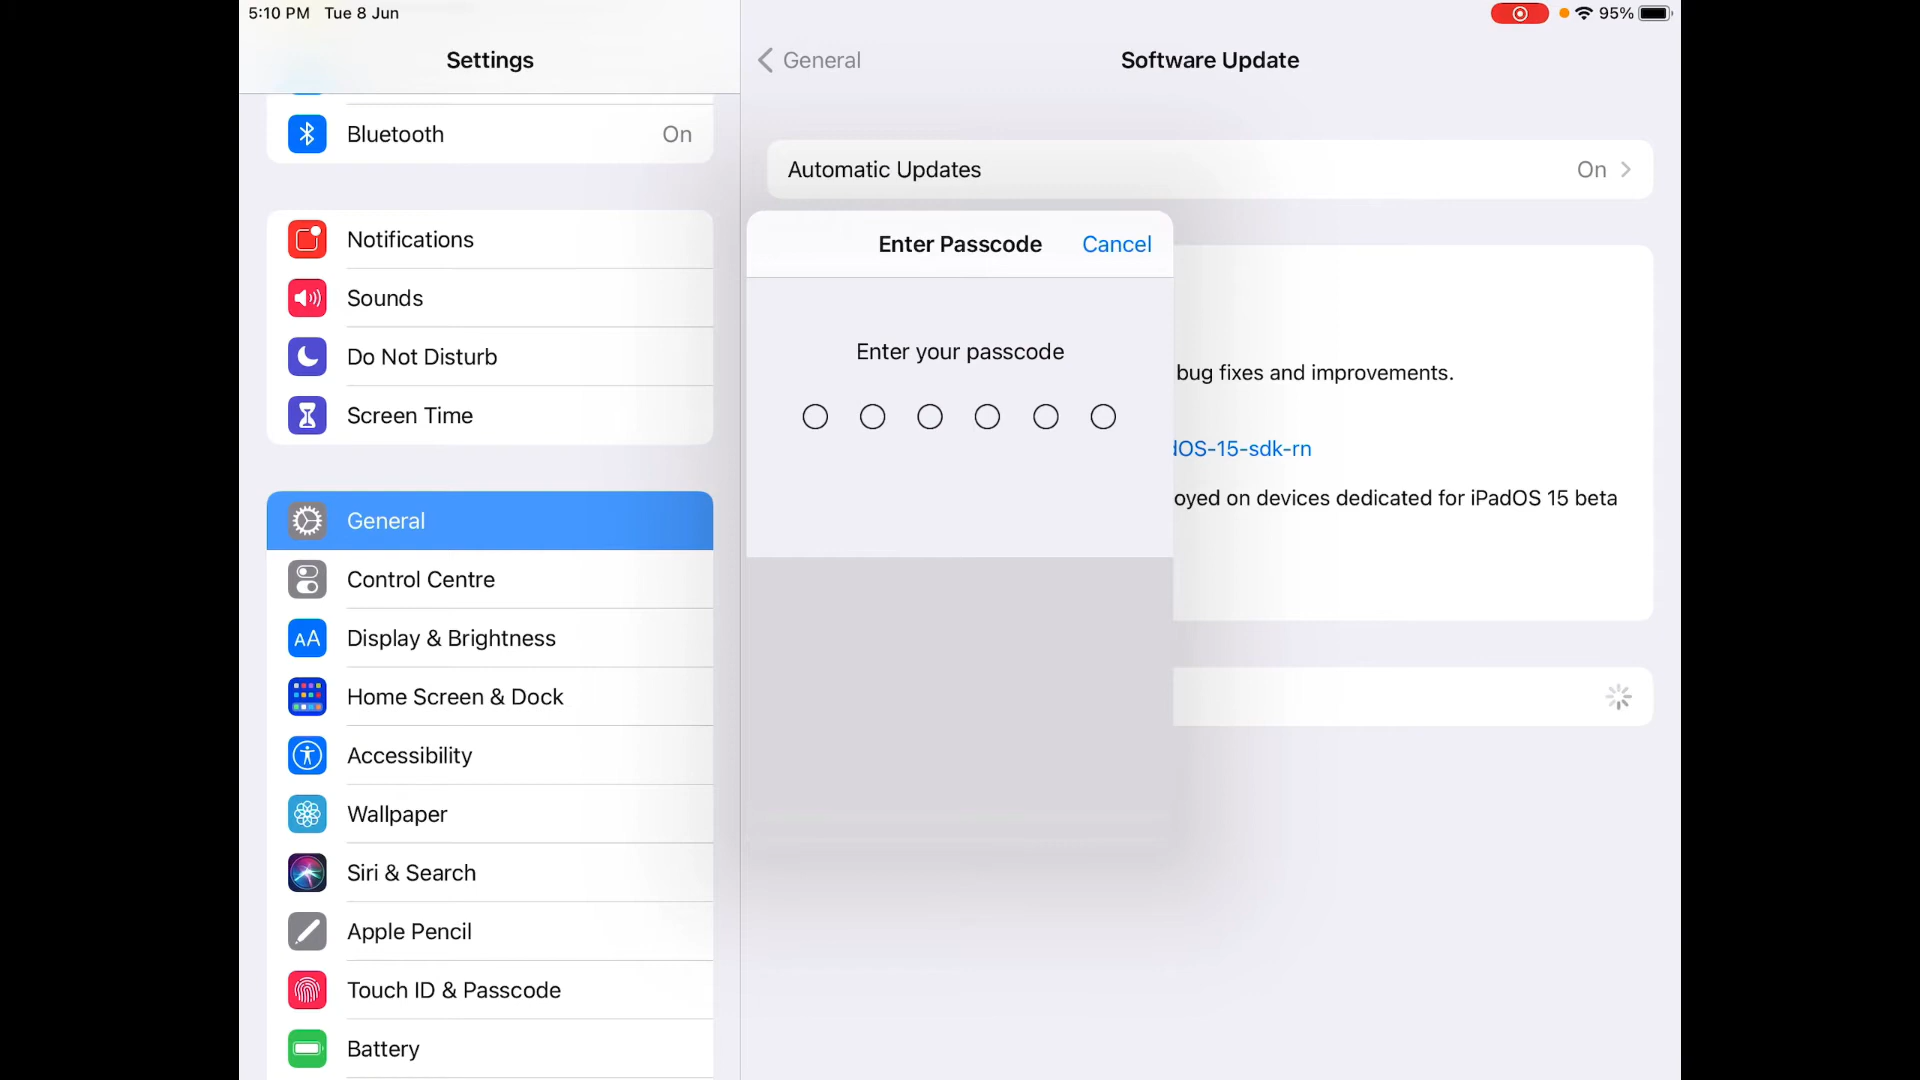 5:10 PM Tue 8 Jun
95%
Settings
Bluetooth On
Notifications
Sounds
Do Not Disturb
Screen Time
General
Control Centre
AA Display & Brightness
Home Screen & Dock
Accessibility
Wallpaper
Siri & Search
Apple Pencil
Touch ID & Passcode
Battery
General
Software Update
Automatic Updates On
Enter Passcode Cancel
Enter your passcode
bug fixes and improvements.
dOS-15-sdk-rn
oyed on devices dedicated for iPadOS 15 beta